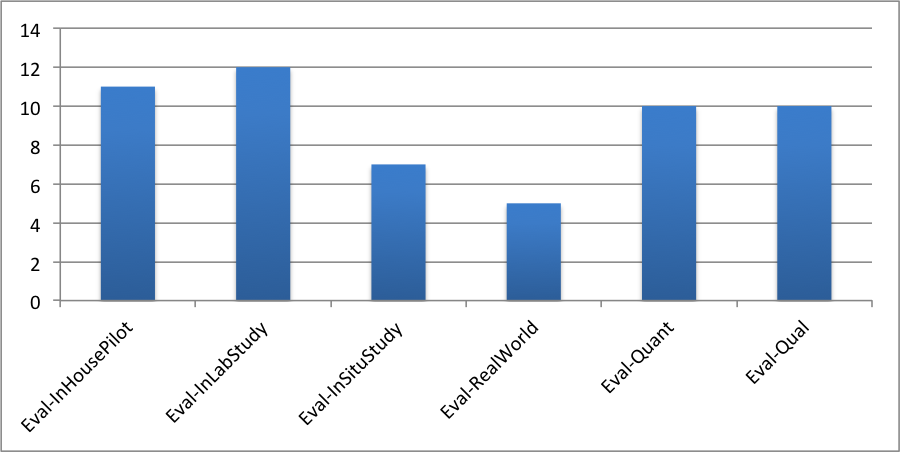 14
12
10
8
6
4
2
0
Eval-InHousePilot
Eval-InLabStudy
Eval-InSituStudy
Eval-RealWorld
Eval-Quant
Eval-Qual